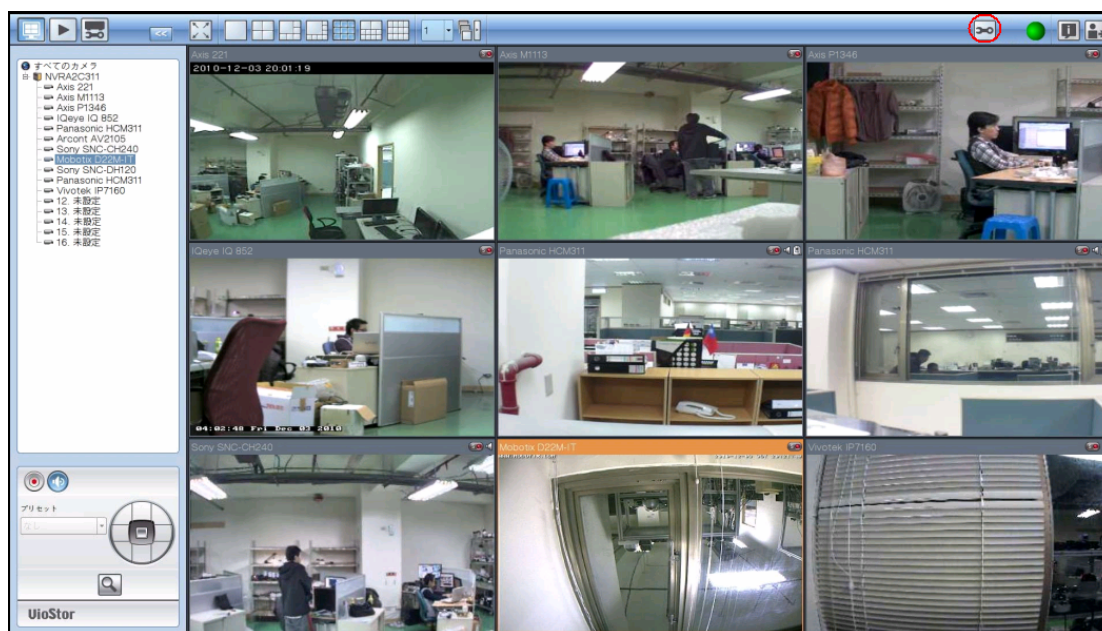 1
すべてのカメラ
NVRA2C311
Axis 221
Axis M1113
Axis P1346
IQeye IQ 852
Panasonic HCM311
Arcont AV2105
Sony SNC-CH240
Mobotix D22M-IT
Sony SNC-DH120
Panasonic HCM311
Vivotek IP7160
12. 未設定
13. 未設定
14. 未設定
15. 未設定
16. 未設定
プリセット
なし
VioStor
Axis 221
2010-12-03 20:01:19
Axis M1113
Axis P1346
IQeye IQ 852
04:02:48 Fri Dec 03 2010
Panasonic HCM311
Panasonic HCM311
Sony SNC-CH240
Mobotix D22M-IT
Vivotek IP7160